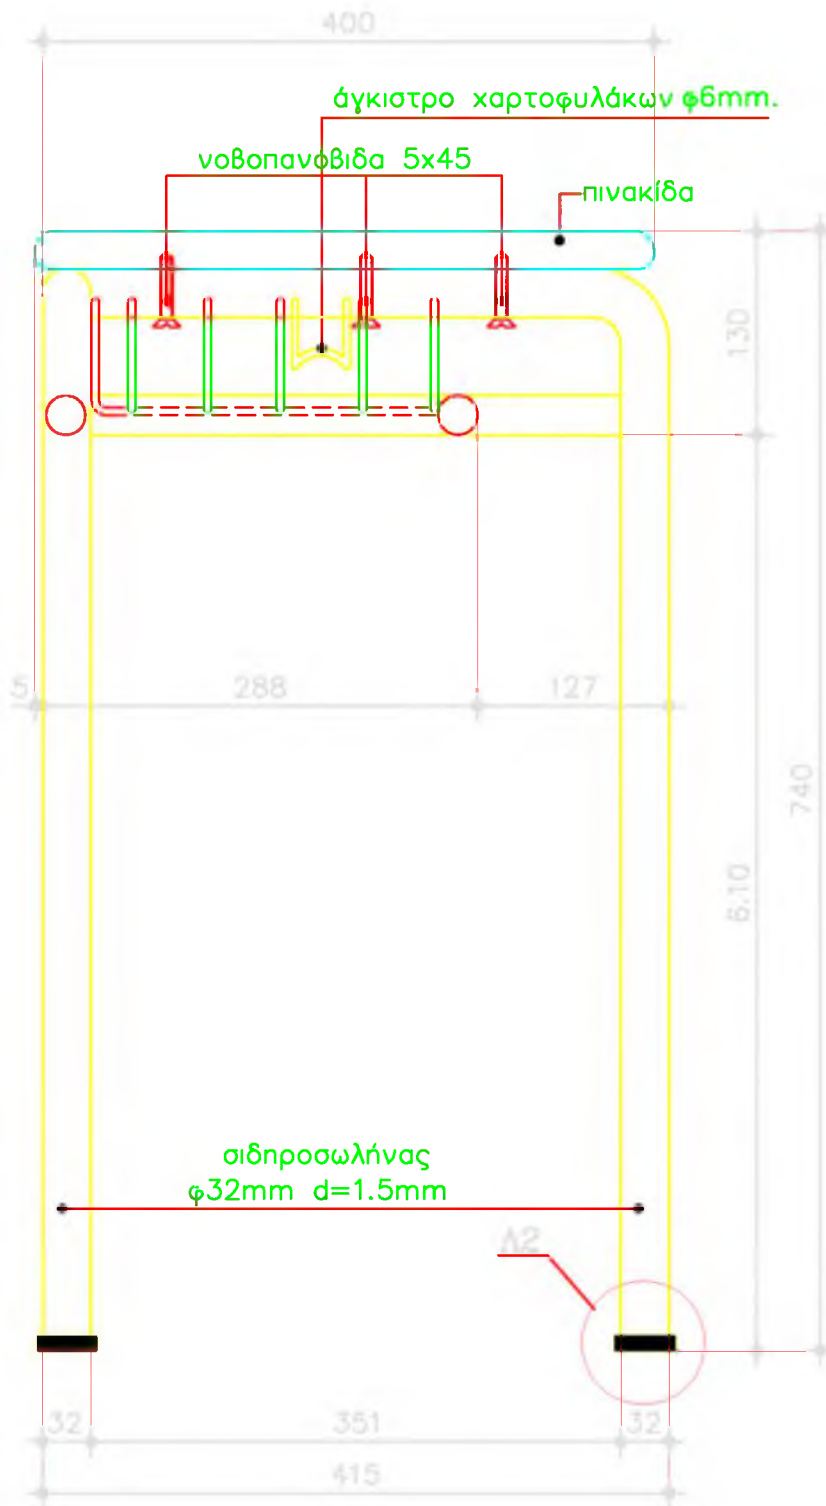 400
άγκιστρο χαρτοφυλάκων φ6mm.
νοβοπανόβιδα 5x45
πινακίδα
130
5
288
127
740
6.10
σιδηροσωλήνας
φ32mm d=1.5mm
Λ2
32
351
32
415